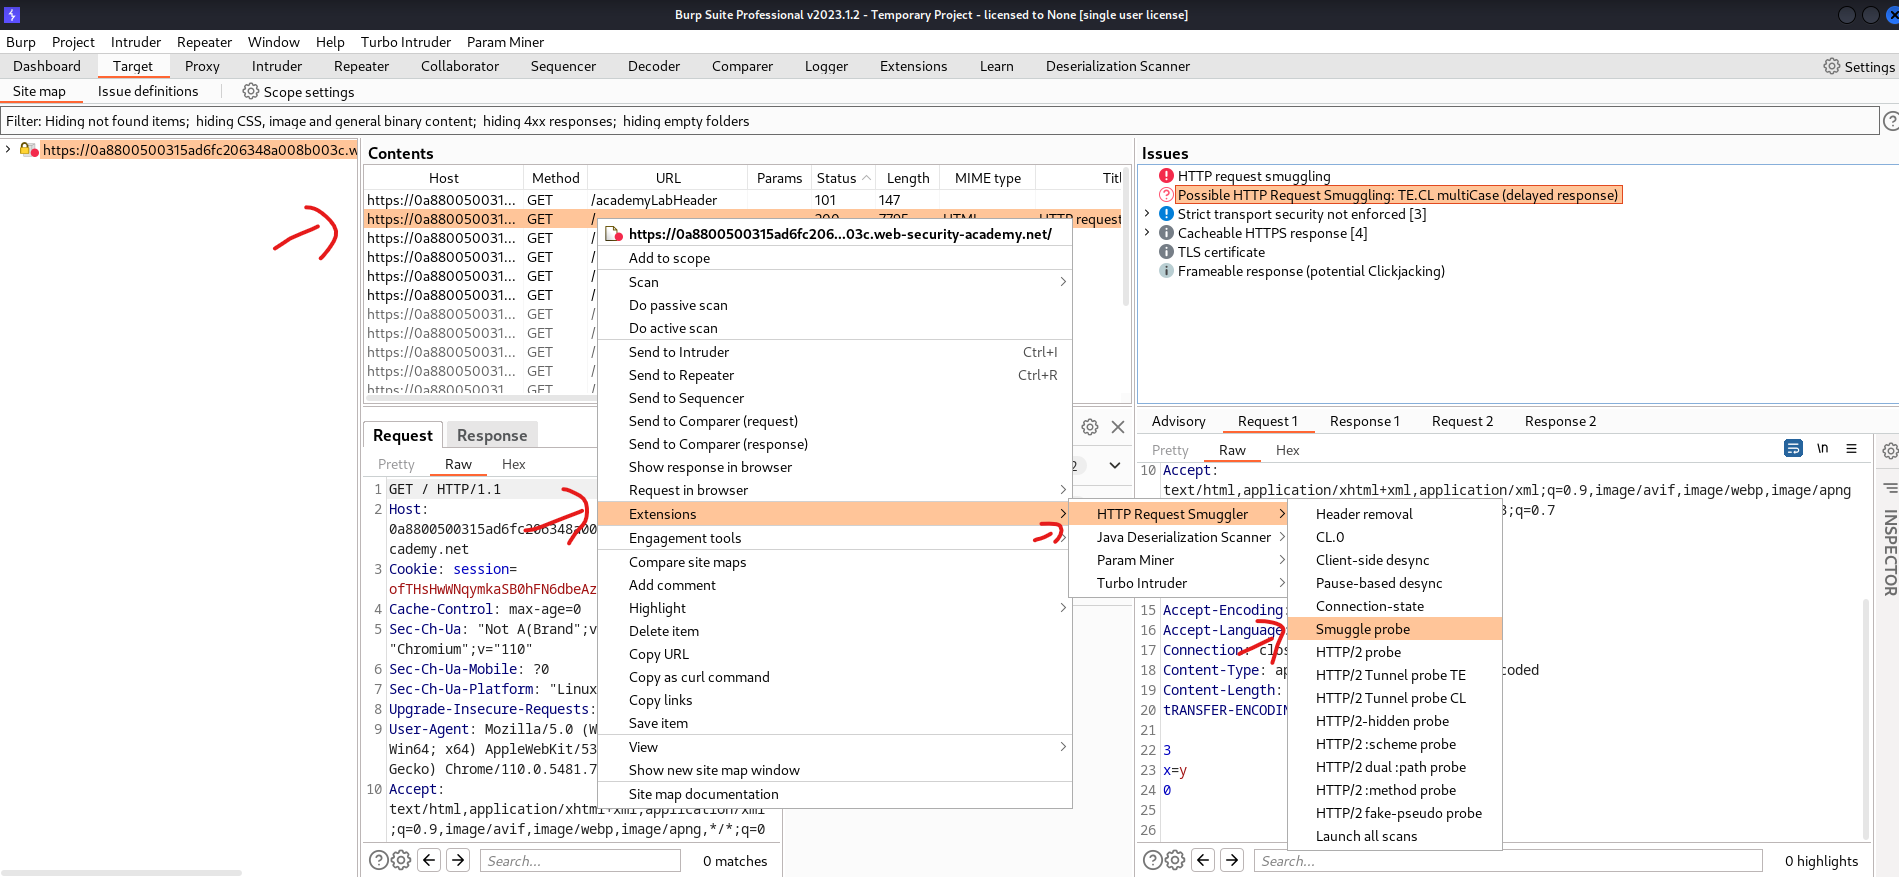 Burp Suite Professional v2023.1.2 - Temporary Project - licensed to None [single user license]
Burp Project Intruder Repeater Window Help Turbo Intruder Param Miner
Dashboard Target Proxy Intruder Repeater Collaborator Sequencer Decoder Comparer Logger Extensions Learn Deserialization Scanner Settings
Site map Issue definitions Scope settings
Filter: Hiding not found items; hiding CSS, image and general binary content; hiding 4xx responses; hiding empty folders
https://0a8800500315ad6fc206348a008b003c.w
Contents
Host Method URL Params Status Length MIME type Titl
https://0a880050031... GET /academyLabHeader 101 147
https://0a880050031... GET / 200 7795 HTML HTTP request
https://0a880050031... GET /
https://0a880050031... GET /
https://0a880050031... GET /
https://0a880050031... GET /
https://0a880050031... GET /
https://0a880050031... GET /
https://0a880050031... GET /
https://0a880050031... GET /
https://0a880050031... GET /
https://0a8800500315ad6fc206...03c.web-security-academy.net/
Add to scope
Scan
Do passive scan
Do active scan
Send to Intruder Ctrl+I
Send to Repeater Ctrl+R
Send to Sequencer
Send to Comparer (request)
Send to Comparer (response)
Show response in browser
Request in browser
Extensions
Engagement tools
Compare site maps
Add comment
Highlight
Delete item
Copy URL
Copy as curl command
Copy links
Save item
View
Show new site map window
Site map documentation
HTTP Request Smuggler
Java Deserialization Scanner
Param Miner
Turbo Intruder
Header removal
CL.0
Client-side desync
Pause-based desync
Connection-state
Smuggle probe
HTTP/2 probe
HTTP/2 Tunnel probe TE
HTTP/2 Tunnel probe CL
HTTP/2-hidden probe
HTTP/2 :scheme probe
HTTP/2 dual :path probe
HTTP/2 :method probe
HTTP/2 fake-pseudo probe
Launch all scans
Issues
HTTP request smuggling
Possible HTTP Request Smuggling: TE.CL multiCase (delayed response)
Strict transport security not enforced [3]
Cacheable HTTPS response [4]
TLS certificate
Frameable response (potential Clickjacking)
Request Response
Pretty Raw Hex
1 GET / HTTP/1.1
2 Host:
0a8800500315ad6fc206348a00
cademy.net
3 Cookie: session=
ofTHsHwWNqymkaSB0hFN6dbeAz
4 Cache-Control: max-age=0
5 Sec-Ch-Ua: "Not A(Brand";v
"Chromium";v="110"
6 Sec-Ch-Ua-Mobile: ?0
7 Sec-Ch-Ua-Platform: "Linux
8 Upgrade-Insecure-Requests:
9 User-Agent: Mozilla/5.0 (W
Win64; x64) AppleWebKit/53
Gecko) Chrome/110.0.5481.7
10 Accept:
text/html,application/xhtml+xml,application/xml
;q=0.9,image/avif,image/webp,image/apng,*/*;q=0
Search... 0 matches
2
Advisory Request 1 Response 1 Request 2 Response 2
Pretty Raw Hex \n
10 Accept:
text/html,application/xhtml+xml,application/xml;q=0.9,image/avif,image/webp,image/apng
3;q=0.7
15 Accept-Encoding:
16 Accept-Language
17 Connection: clos
18 Content-Type: ap coded
19 Content-Length:
20 tRANSFER-ENCODIN
21
22 3
23 x=y
24 0
25
26
INSPECTOR
Search... 0 highlights